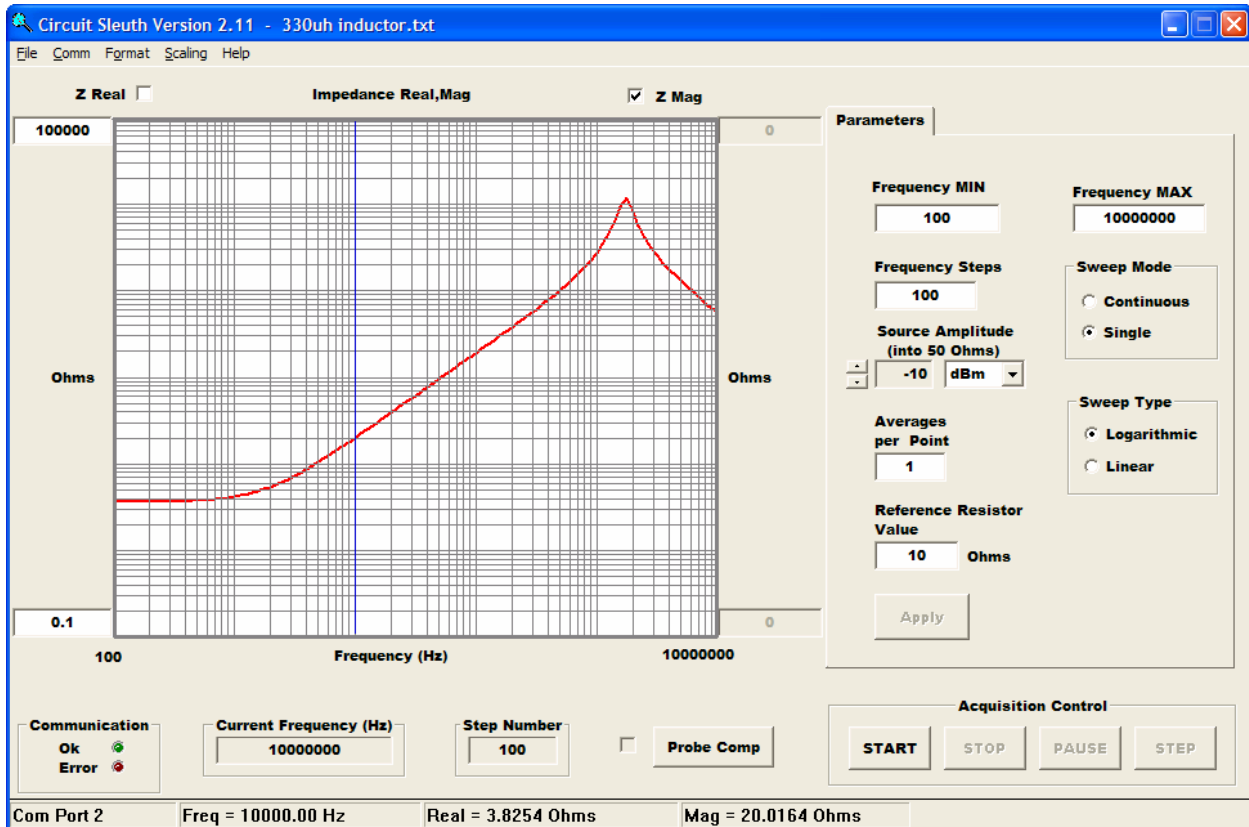 Circuit Sleuth Version 2.11 - 330uh inductor.txt
File Comm Format Scaling Help
Z Real
Impedance Real,Mag
Z Mag
100000
0
Ohms
Ohms
0.1
0
100
Frequency (Hz)
10000000
Parameters
Frequency MIN
100
Frequency MAX
10000000
Frequency Steps
100
Sweep Mode
Continuous
Single
Source Amplitude
(into 50 Ohms)
-10
dBm
Averages
per Point
1
Sweep Type
Logarithmic
Linear
Reference Resistor
Value
10
Ohms
Apply
Communication
Ok
Error
Current Frequency (Hz)
10000000
Step Number
100
Probe Comp
Acquisition Control
START
STOP
PAUSE
STEP
Com Port 2
Freq = 10000.00 Hz
Real = 3.8254 Ohms
Mag = 20.0164 Ohms